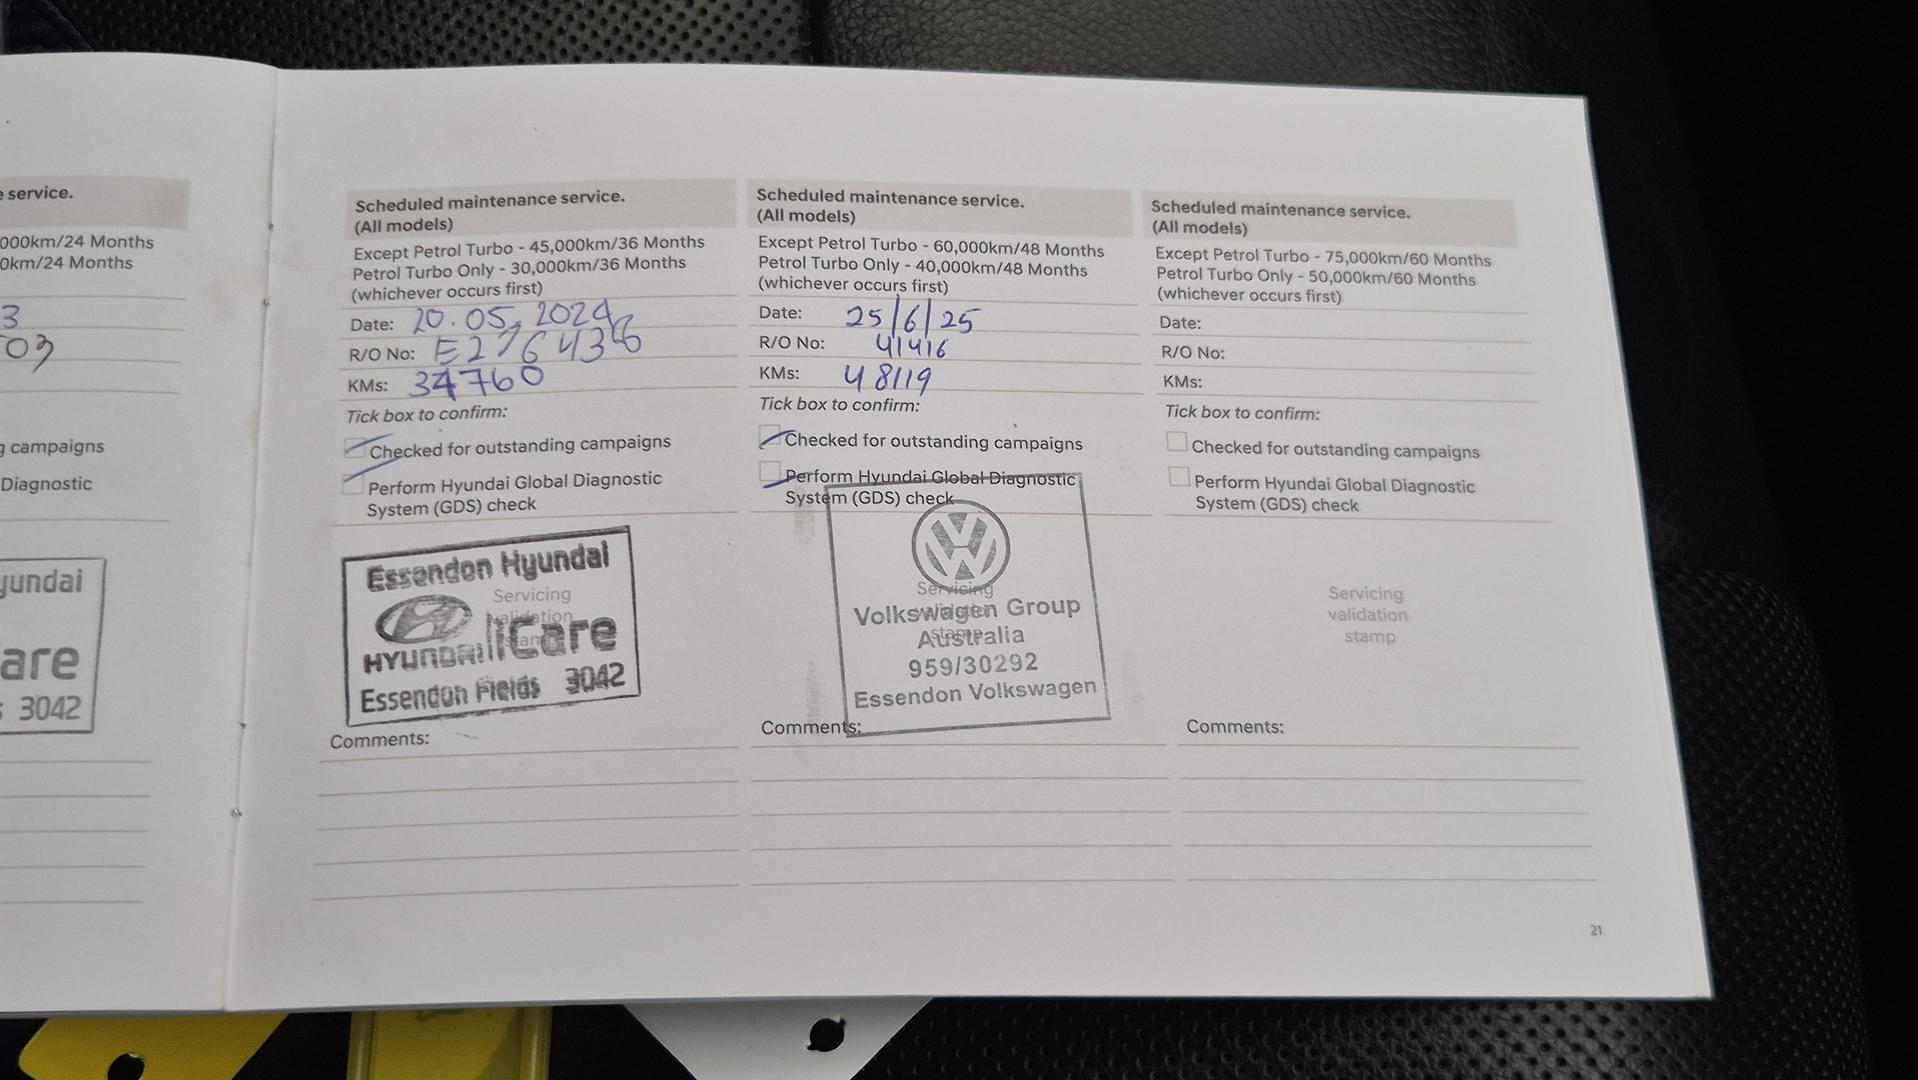 e service.
000km/24 Months
0km/24 Months
3
03
g campaigns
Diagnostic
yundai
are
3042
Scheduled maintenance service.
(All models)
Except Petrol Turbo - 45,000km/36 Months
Petrol Turbo Only - 30,000km/36 Months
(whichever occurs first)
Date: 20.05.2024
R/O No: E276436
KMs: 34760
Tick box to confirm:
Checked for outstanding campaigns
Perform Hyundai Global Diagnostic
System (GDS) check
Essendon Hyundai
Servicing
validation
stamp
HYUNDAI iCare
Essendon Fields 3042
Comments:
Scheduled maintenance service.
(All models)
Except Petrol Turbo - 60,000km/48 Months
Petrol Turbo Only - 40,000km/48 Months
(whichever occurs first)
Date: 25/6/25
R/O No: 41416
KMs: 48119
Tick box to confirm:
Checked for outstanding campaigns
Perform Hyundai Global Diagnostic
System (GDS) check
Servicing
validation
stamp
Volkswagen Group
Australia
959/30292
Essendon Volkswagen
Comments:
Scheduled maintenance service.
(All models)
Except Petrol Turbo - 75,000km/60 Months
Petrol Turbo Only - 50,000km/60 Months
(whichever occurs first)
Date:
R/O No:
KMs:
Tick box to confirm:
Checked for outstanding campaigns
Perform Hyundai Global Diagnostic
System (GDS) check
Servicing
validation
stamp
Comments:
21